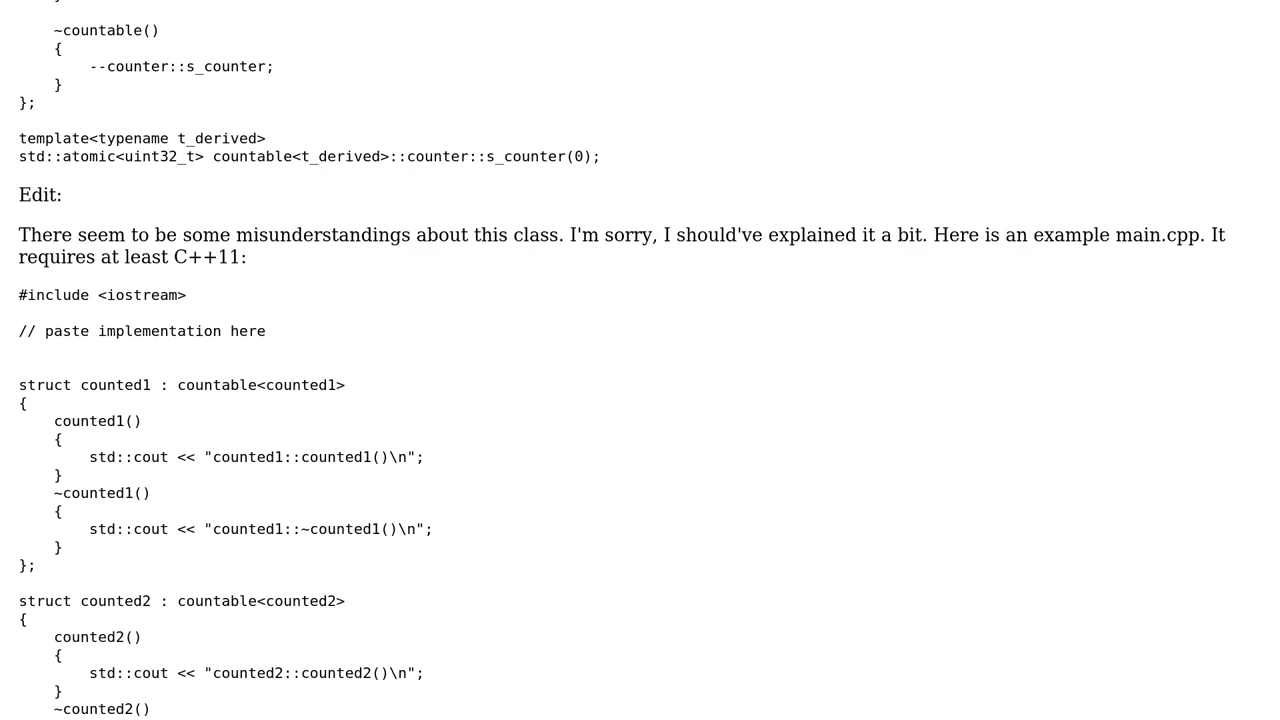 ~countable()
    {
        --counter::s_counter;
    }
};

template<typename t_derived>
std::atomic<uint32_t> countable<t_derived>::counter::s_counter(0);

Edit:

There seem to be some misunderstandings about this class. I'm sorry, I should've explained it a bit. Here is an example main.cpp. It
requires at least C++11:

#include <iostream>

// paste implementation here


struct counted1 : countable<counted1>
{
    counted1()
    {
        std::cout << "counted1::counted1()\n";
    }
    ~counted1()
    {
        std::cout << "counted1::~counted1()\n";
    }
};

struct counted2 : countable<counted2>
{
    counted2()
    {
        std::cout << "counted2::counted2()\n";
    }
    ~counted2()